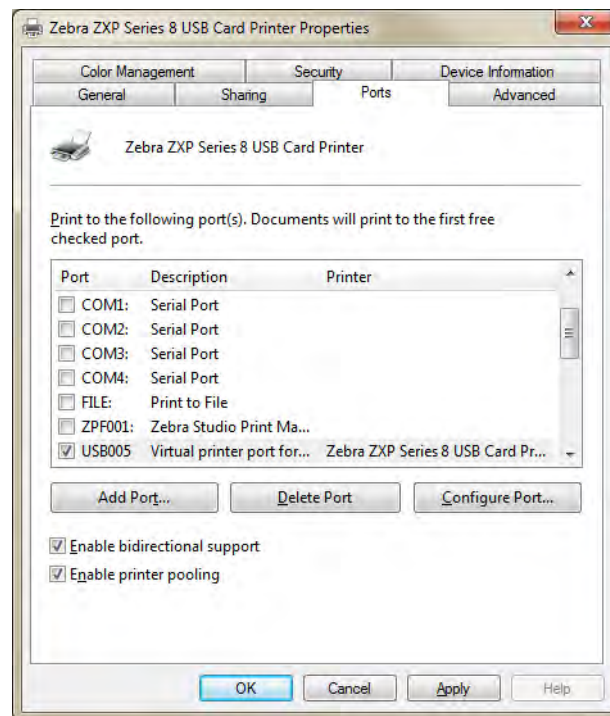 Zebra ZXP Series 8 USB Card Printer Properties
Color Management Security Device Information
General Sharing Ports Advanced
Zebra ZXP Series 8 USB Card Printer
Print to the following port(s). Documents will print to the first free
checked port.
Port Description Printer
COM1: Serial Port
COM2: Serial Port
COM3: Serial Port
COM4: Serial Port
FILE: Print to File
ZPF001: Zebra Studio Print Ma...
USB005 Virtual printer port for... Zebra ZXP Series 8 USB Card Pr...
Add Port... Delete Port Configure Port...
Enable bidirectional support
Enable printer pooling
OK Cancel Apply Help